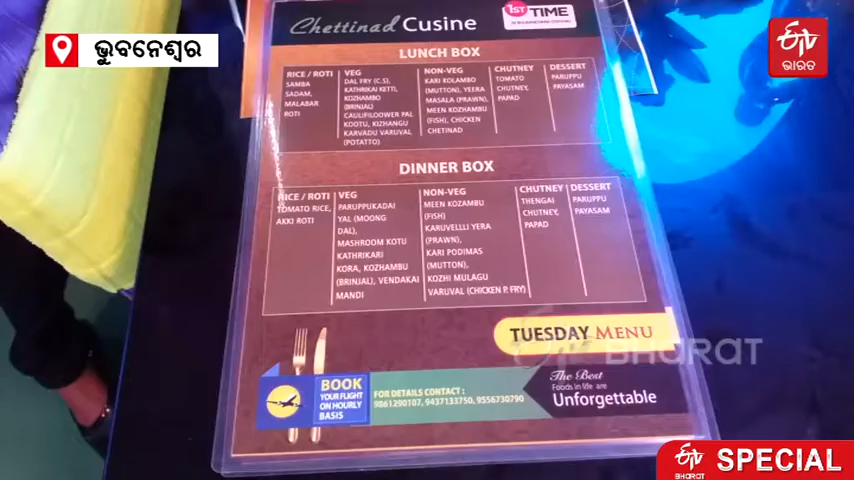 ଭୁବନେଶ୍ୱର
1ST TIME
Chettinad Cusine
etv
ଭାରତ
LUNCH BOX
RICE / ROTI
SAMBA
SADAM,
MALABAR
ROTI
VEG
DAL FRY (C.S),
KATHRIKA KETTI,
KOZHAMBO
(BRINJAL)
CAULIFILOOWER PAL
KOOTU, KIZHANGU
KARVADU VARUVAL
(POTATTO)
NON-VEG
KARI KOLAMBO
(MUTTON), YEERA
MASALA (PRAWN),
MEEN KOZHAMBU
(FISH), CHICKEN
CHETINAD
CHUTNEY
TOMATO
CHUTNEY,
PAPAD
DESSERT
PARUPPU
PAYASAM
DINNER BOX
RICE / ROTI
TOMATO RICE,
AKKI ROTI
VEG
PARUPPUKADAI
YAL (MOONG
DAL),
MASHROOM KOTU
KATHRIKARI
KORA, KOZHAMBU
(BRINJAL), VENDAKAI
MANDI
NON-VEG
MEEN KOZAMBU
(FISH)
KARUVELLLI YERA
(PRAWN),
KARI PODIMAS
(MUTTON),
KOZHI MULAGU
VARUVAL (CHICKEN P. FRY)
CHUTNEY
THENGAI
CHUTNEY,
PAPAD
DESSERT
PARUPPU
PAYASAM
TUESDAY MENU
BHARAT
BOOK
YOUR FLIGHT
ON HOURLY
BASIS
FOR DETAILS CONTACT :
9861290107, 9437133750, 9556730790
The Best
Foods in life are
Unforgettable
etv
BHARAT
SPECIAL